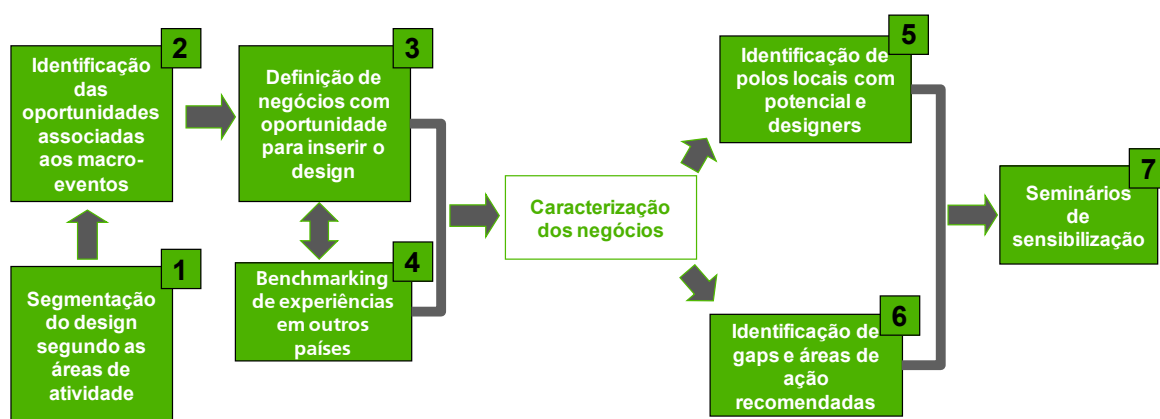 1
Segmentação
do design
segundo as
áreas de
atividade
2
Identificação
das
oportunidades
associadas
aos macro-
eventos
3
Definição de
negócios com
oportunidade
para inserir o
design
4
Benchmarking
de experiências
em outros
países
Caracterização
dos negócios
5
Identificação de
polos locais com
potencial e
designers
6
Identificação de
gaps e áreas de
ação
recomendadas
7
Seminários
de
sensibilização